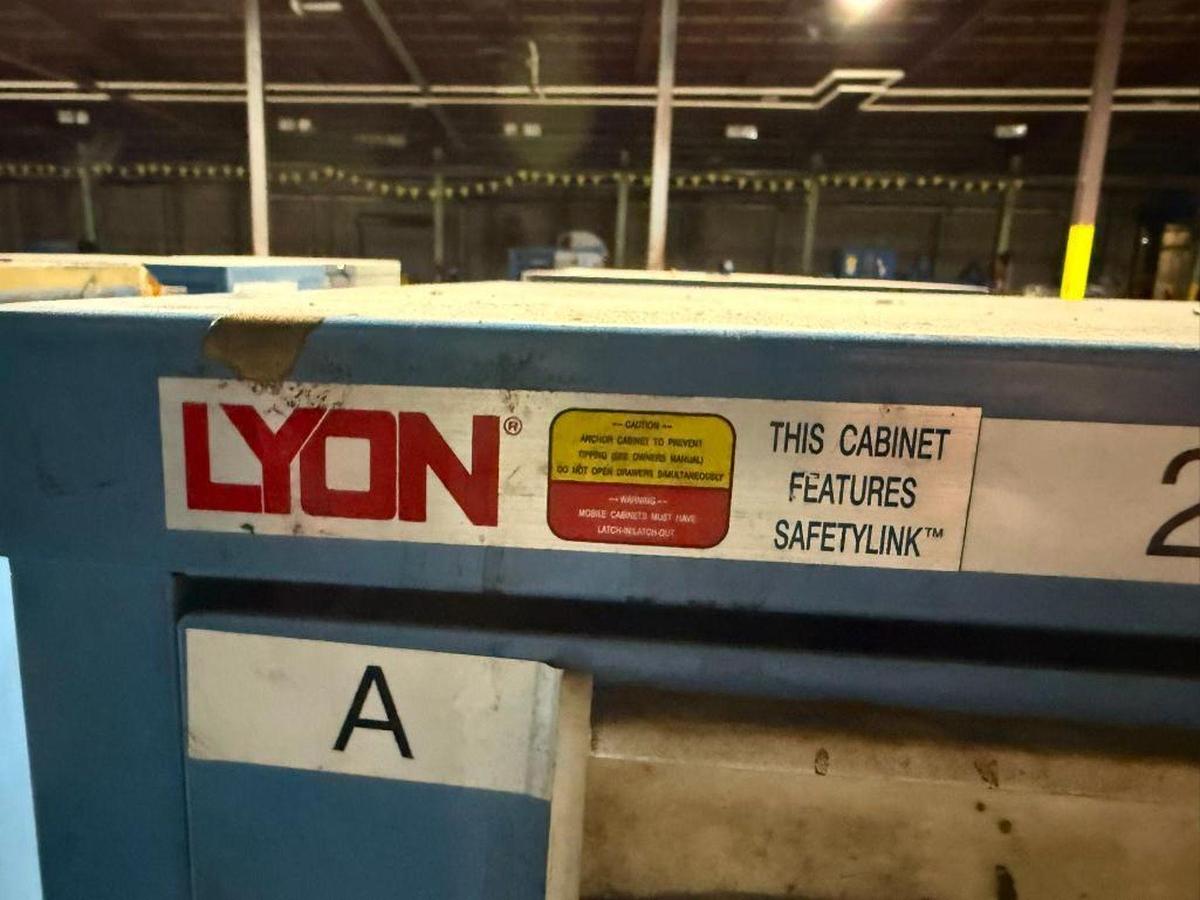 LYON®
-- CAUTION --
ANCHOR CABINET TO PREVENT
TIPPING (SEE OWNERS MANUAL)
DO NOT OPEN DRAWERS SIMULTANEOUSLY
-- WARNING --
MOBILE CABINETS MUST HAVE
LATCH-IN/LATCH-OUT
THIS CABINET
FEATURES
SAFETYLINK™
2
A